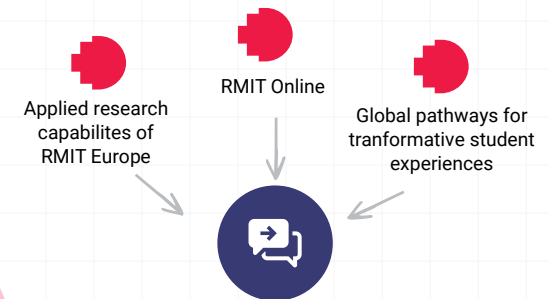 Applied research
capabilites of
RMIT Europe
RMIT Online
Global pathways for
tranformative student
experiences